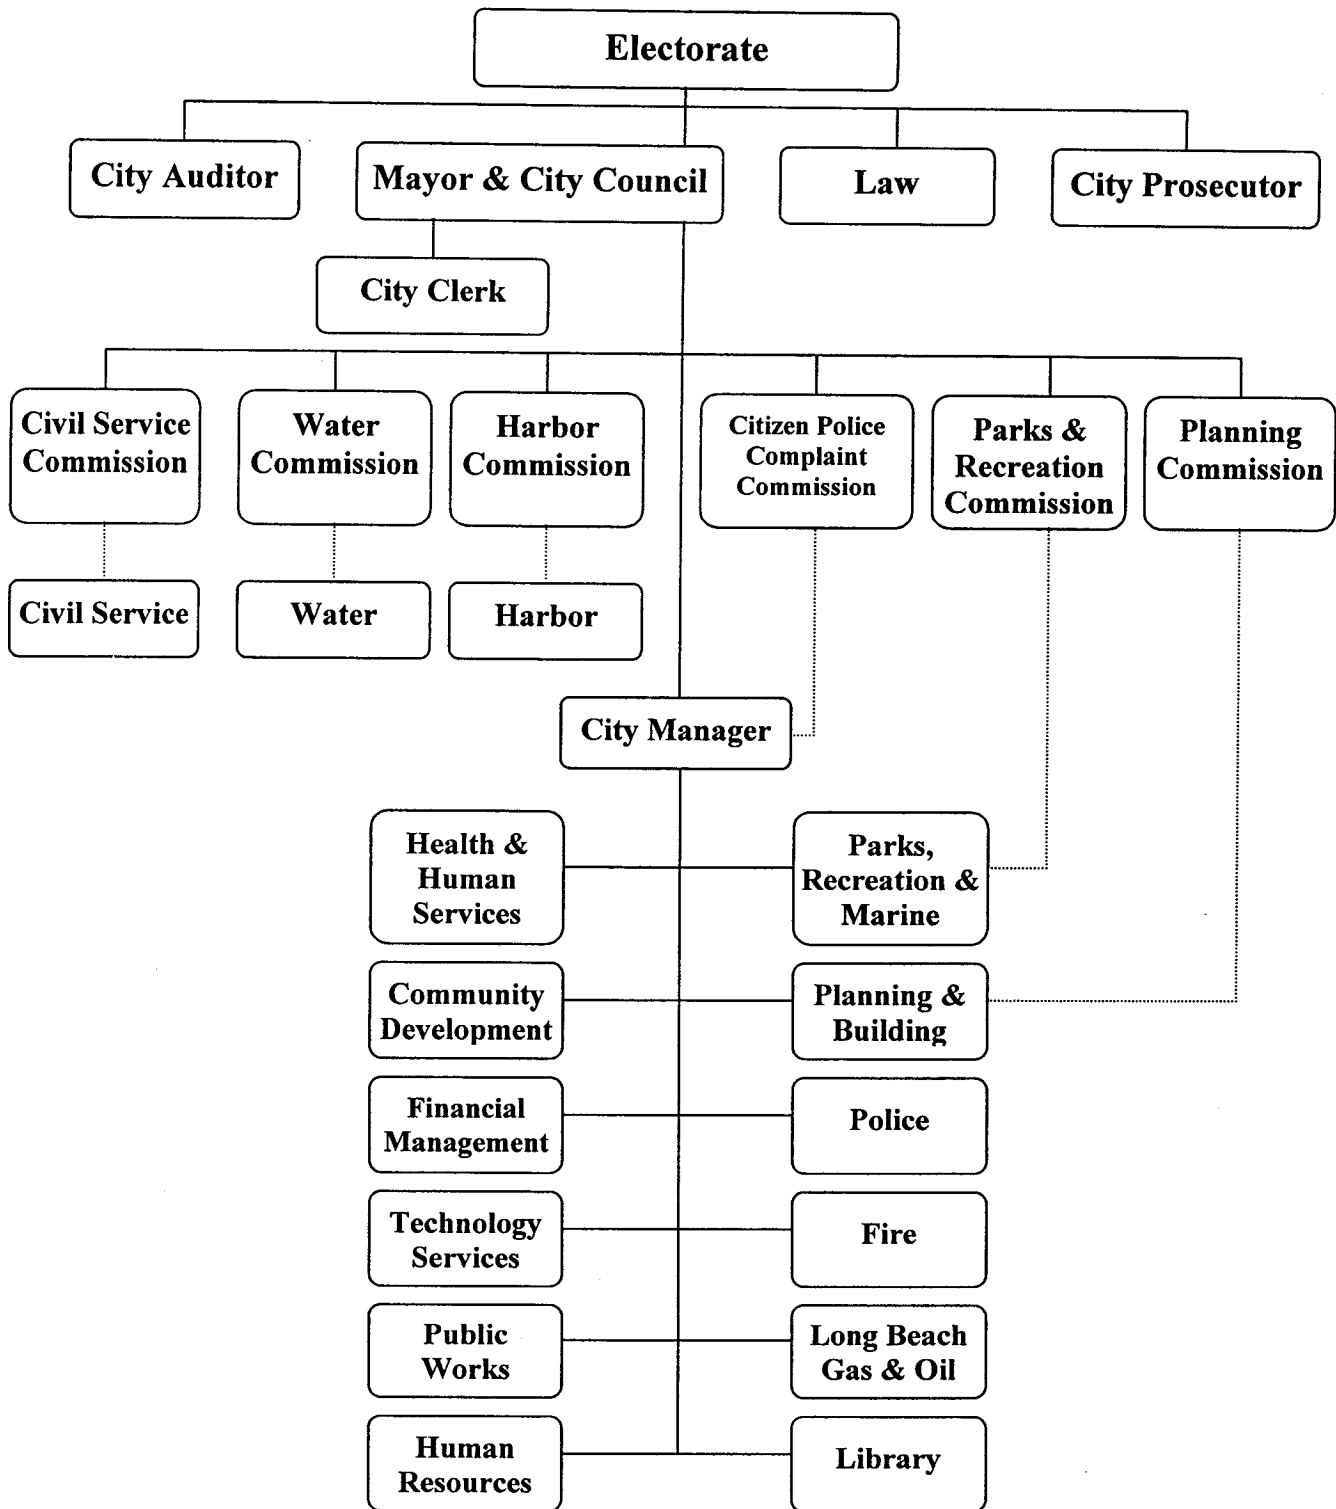 Electorate
City Auditor
Mayor & City Council
Law
City Prosecutor
City Clerk
Civil Service
Commission
Water
Commission
Harbor
Commission
Citizen Police
Complaint
Commission
Parks &
Recreation
Commission
Planning
Commission
Civil Service
Water
Harbor
City Manager
Health &
Human
Services
Parks,
Recreation &
Marine
Community
Development
Planning &
Building
Financial
Management
Police
Technology
Services
Fire
Public
Works
Long Beach
Gas & Oil
Human
Resources
Library